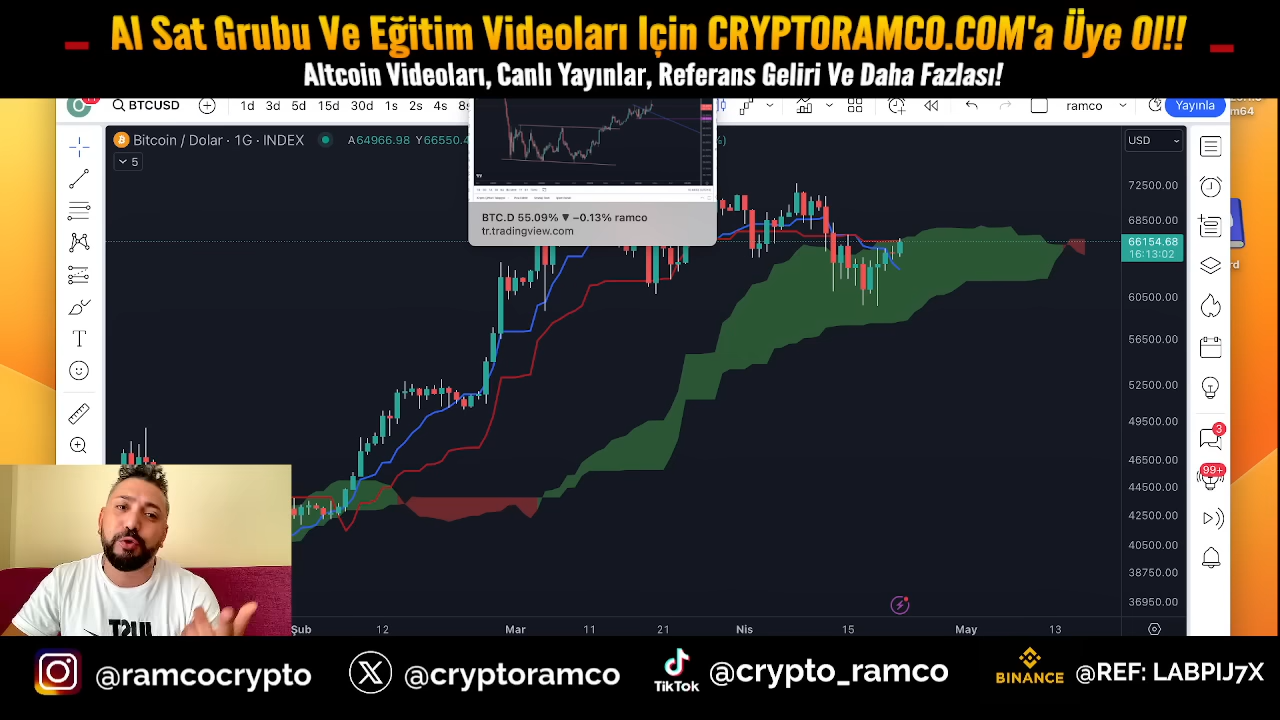 Al Sat Grubu Ve Eğitim Videoları Için CRYPTORAMCO.COM'a Üye Ol!!
Altcoin Videoları, Canlı Yayınlar, Referans Geliri Ve Daha Fazlası!
BTCUSD 1d 3d 5d 15d 30d 1s 2s 4s ramco Yayınla
Bitcoin / Dolar · 1G · INDEX A64966.98 Y66550.4
USD
5
72500.00
68500.00
66154.68
16:13:02
60500.00
56500.00
52500.00
49500.00
46500.00
44500.00
42500.00
40500.00
38750.00
36950.00
BTC.D 55.09% ▼ −0.13% ramco
tr.tradingview.com
3
99+
Şub 12 Mar 11 21 Nis 15 May 13
@ramcocrypto @cryptoramco TikTok @crypto_ramco BINANCE @REF: LABPIJ7X